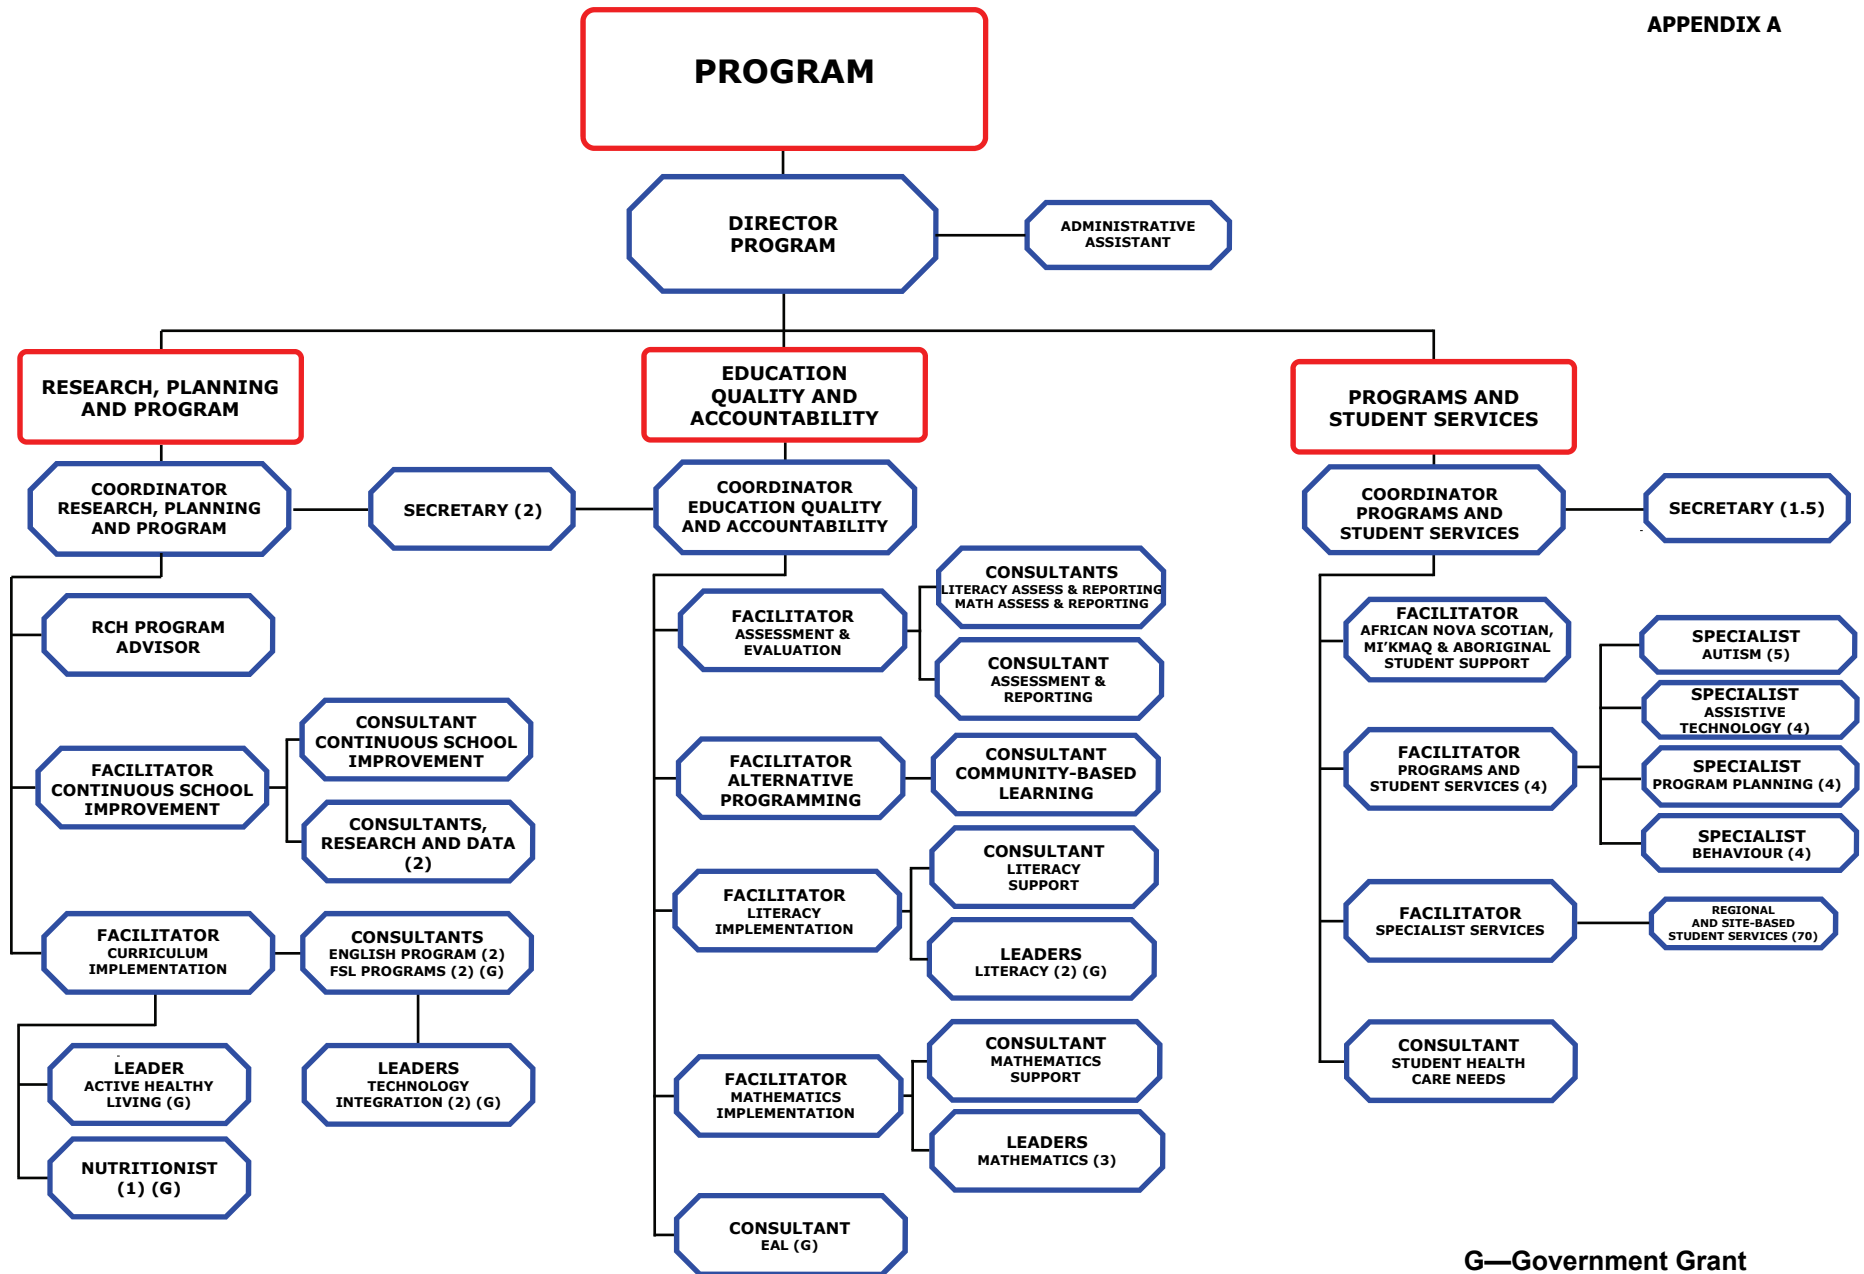 APPENDIX A
PROGRAM
DIRECTOR
PROGRAM
ADMINISTRATIVE
ASSISTANT
RESEARCH, PLANNING
AND PROGRAM
EDUCATION
QUALITY AND
ACCOUNTABILITY
PROGRAMS AND
STUDENT SERVICES
COORDINATOR
RESEARCH, PLANNING
AND PROGRAM
SECRETARY (2)
COORDINATOR
EDUCATION QUALITY
AND ACCOUNTABILITY
COORDINATOR
PROGRAMS AND
STUDENT SERVICES
SECRETARY (1.5)
RCH PROGRAM
ADVISOR
FACILITATOR
CONTINUOUS SCHOOL
IMPROVEMENT
CONSULTANT
CONTINUOUS SCHOOL
IMPROVEMENT
CONSULTANTS,
RESEARCH AND DATA
(2)
FACILITATOR
CURRICULUM
IMPLEMENTATION
CONSULTANTS
ENGLISH PROGRAM (2)
FSL PROGRAMS (2) (G)
LEADER
ACTIVE HEALTHY
LIVING (G)
LEADERS
TECHNOLOGY
INTEGRATION (2) (G)
NUTRITIONIST
(1) (G)
FACILITATOR
ASSESSMENT &
EVALUATION
CONSULTANTS
LITERACY ASSESS & REPORTING
MATH ASSESS & REPORTING
CONSULTANT
ASSESSMENT &
REPORTING
FACILITATOR
ALTERNATIVE
PROGRAMMING
CONSULTANT
COMMUNITY-BASED
LEARNING
FACILITATOR
LITERACY
IMPLEMENTATION
CONSULTANT
LITERACY
SUPPORT
LEADERS
LITERACY (2) (G)
FACILITATOR
MATHEMATICS
IMPLEMENTATION
CONSULTANT
MATHEMATICS
SUPPORT
LEADERS
MATHEMATICS (3)
CONSULTANT
EAL (G)
FACILITATOR
AFRICAN NOVA SCOTIAN,
MI'KMAQ & ABORIGINAL
STUDENT SUPPORT
FACILITATOR
PROGRAMS AND
STUDENT SERVICES (4)
SPECIALIST
AUTISM (5)
SPECIALIST
ASSISTIVE
TECHNOLOGY (4)
SPECIALIST
PROGRAM PLANNING (4)
SPECIALIST
BEHAVIOUR (4)
FACILITATOR
SPECIALIST SERVICES
REGIONAL
AND SITE-BASED
STUDENT SERVICES (70)
CONSULTANT
STUDENT HEALTH
CARE NEEDS
G—Government Grant